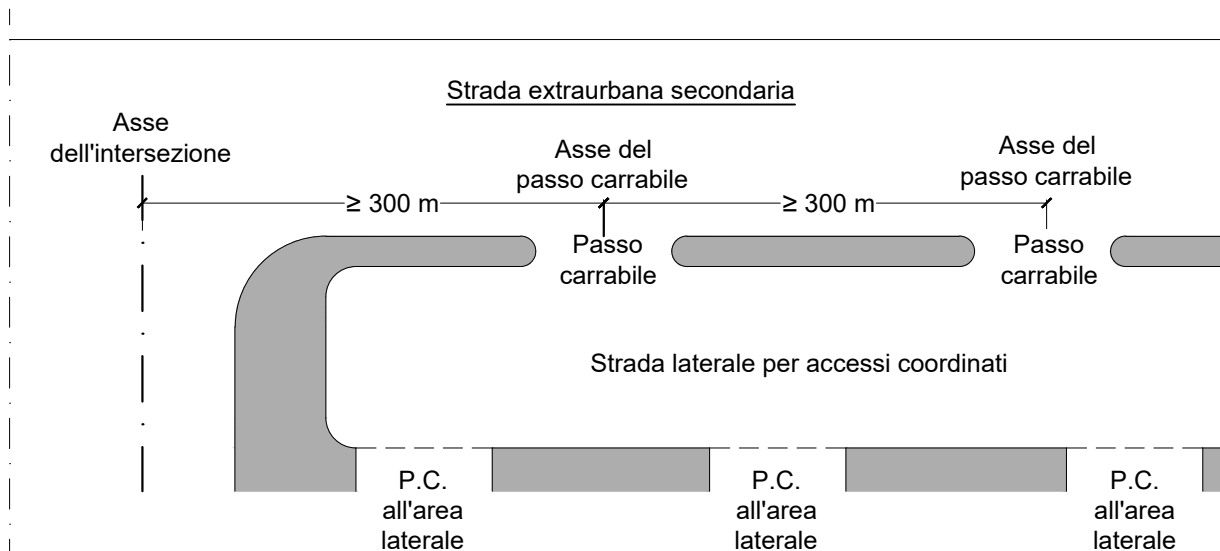 Strada extraurbana secondaria
Asse
dell'intersezione
Asse del
passo carrabile
Asse del
passo carrabile
≥ 300 m
≥ 300 m
Passo
carrabile
Passo
carrabile
Strada laterale per accessi coordinati
P.C.
all'area
laterale
P.C.
all'area
laterale
P.C.
all'area
laterale